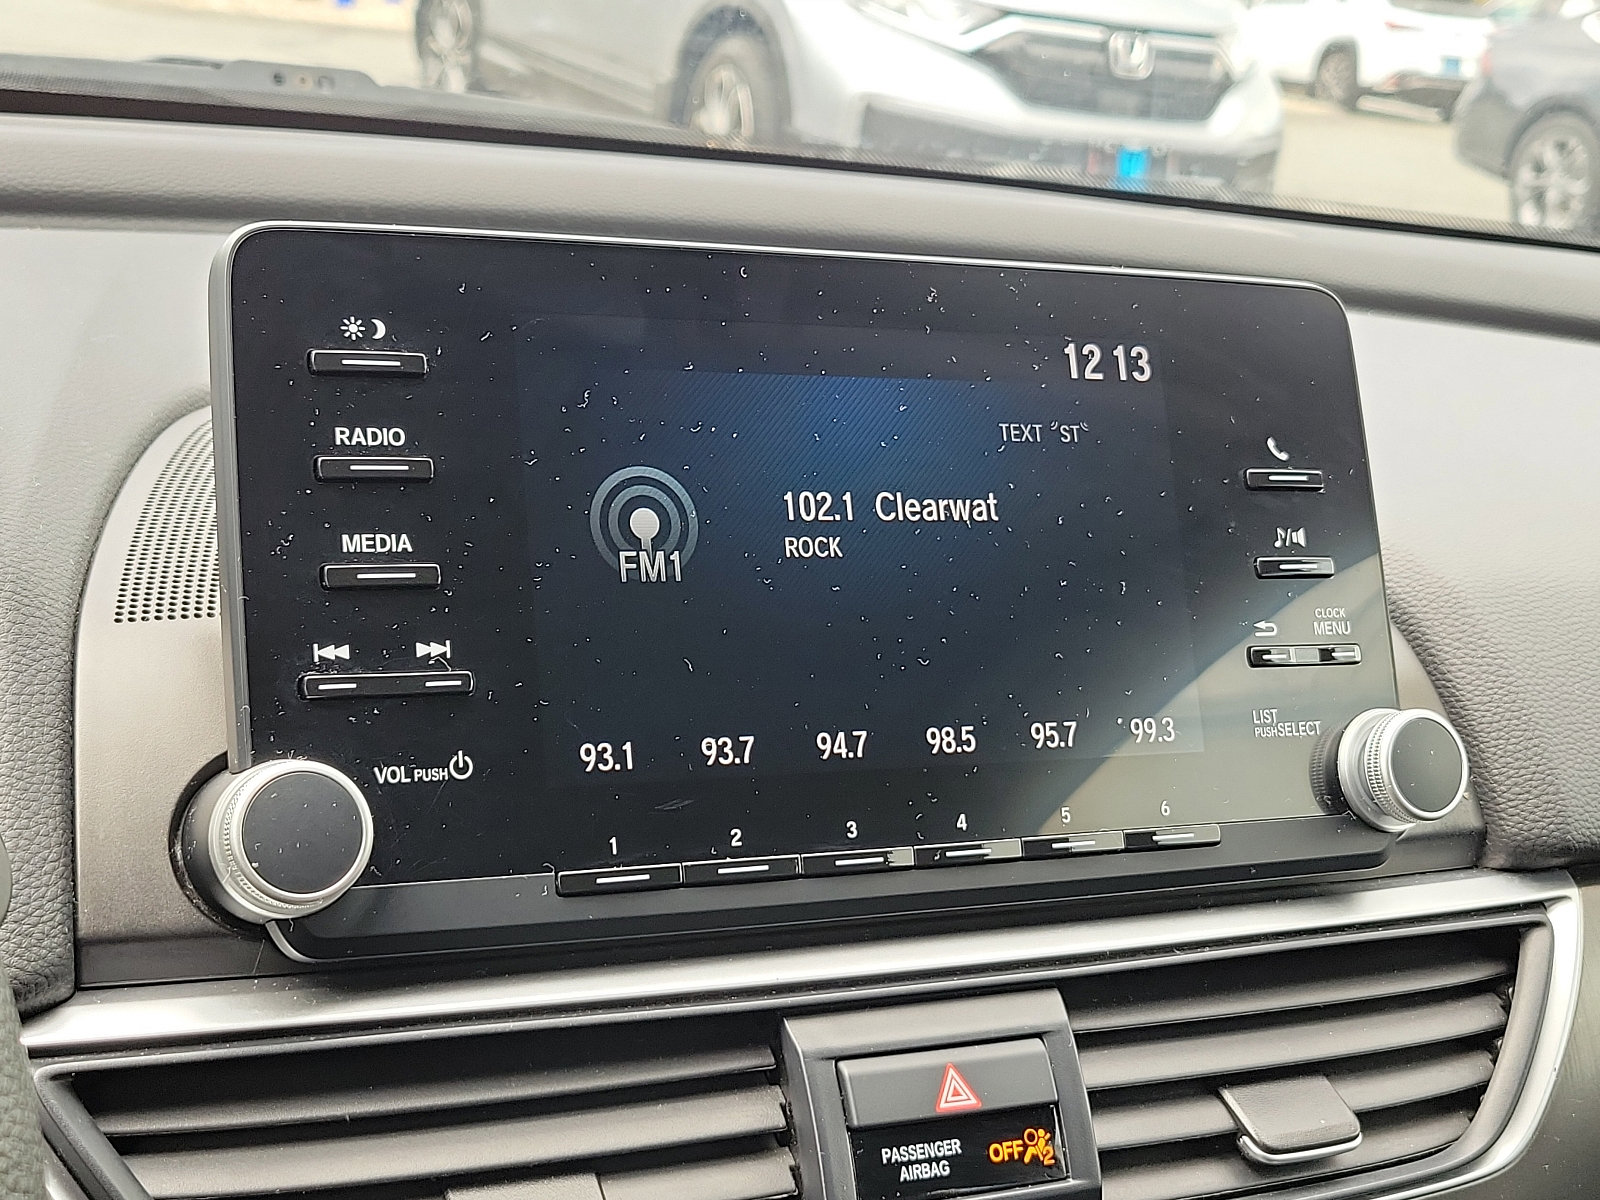 12 13
RADIO
TEXT "ST"
102.1 Clearwat
ROCK
FM1
MEDIA
CLOCK
MENU
LIST
PUSH SELECT
VOL PUSH
93.1 93.7 94.7 98.5 95.7 99.3
1 2 3 4 5 6
PASSENGER
AIRBAG
OFF 2